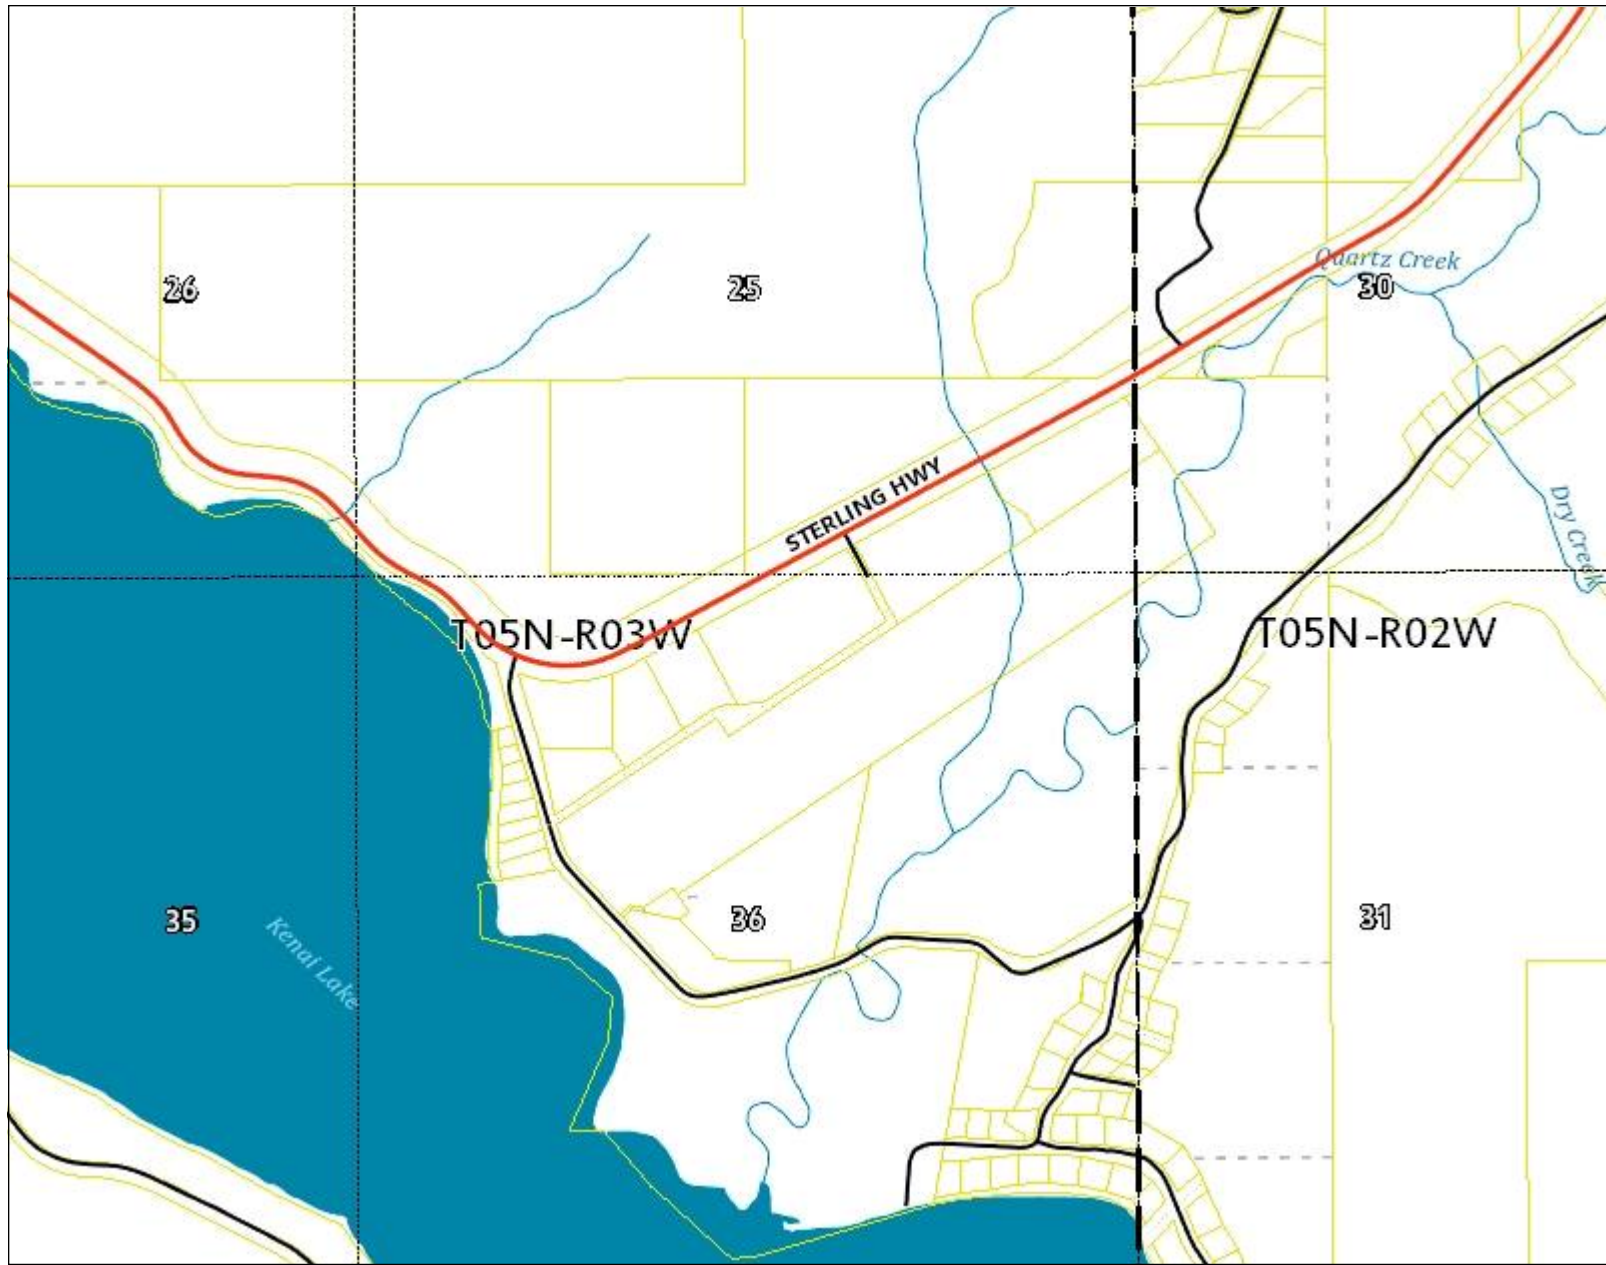 Quartz Creek
26
25
30
STERLING HWY
Dry Creek
T05N-R03W
T05N-R02W
35
36
31
Kenai Lake